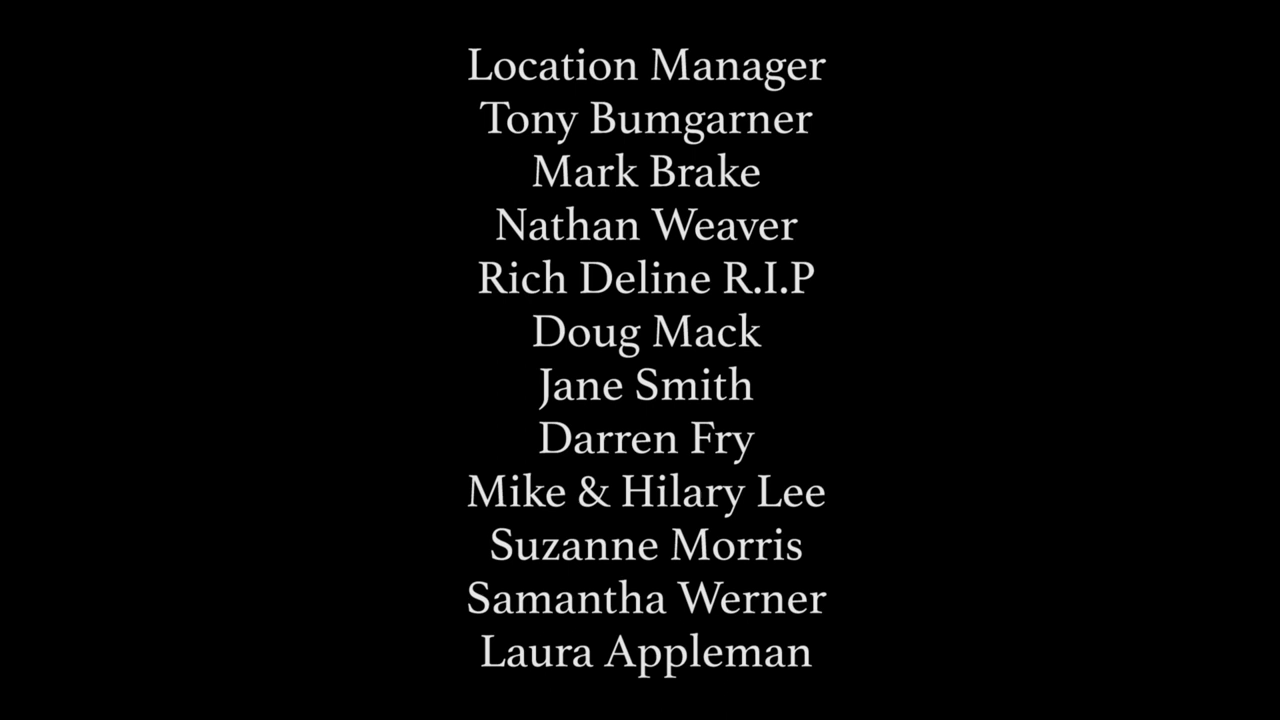 Location Manager
Tony Bumgarner
Mark Brake
Nathan Weaver
Rich Deline R.I.P
Doug Mack
Jane Smith
Darren Fry
Mike & Hilary Lee
Suzanne Morris
Samantha Werner
Laura Appleman